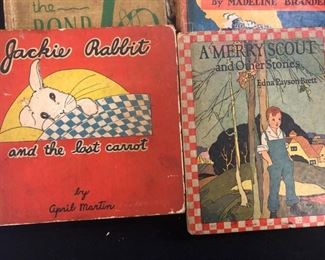 the
POND
by MADELINE BRANDEI
Jackie Rabbit
and the lost carrot
by
April Martin
A MERRY SCOUT
and Other Stories
Edna Payson Brett